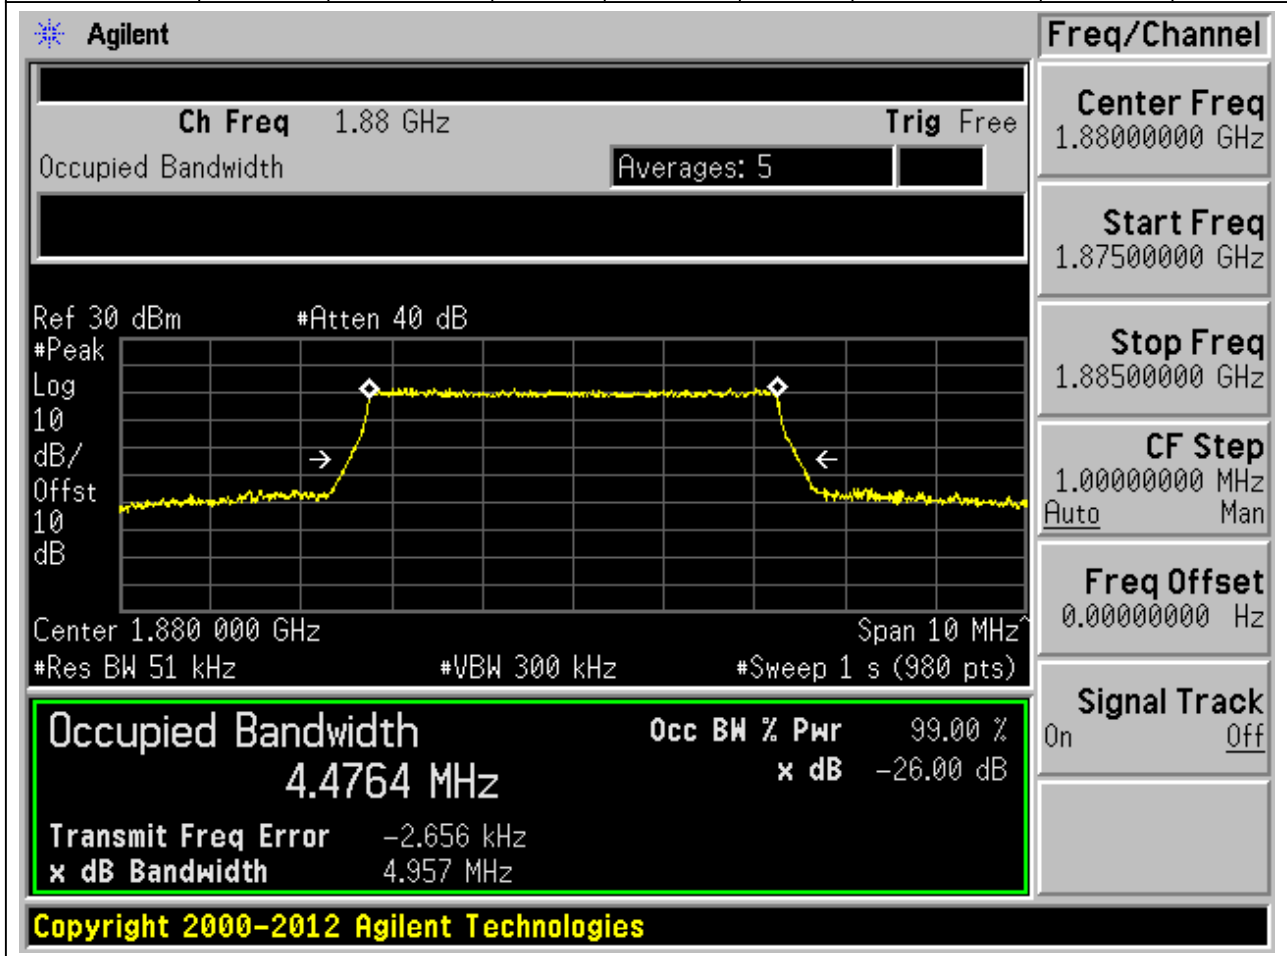 Agilent
Freq/Channel
Ch Freq 1.88 GHz Trig Free
Occupied Bandwidth Averages: 5
Center Freq
1.88000000 GHz
Start Freq
1.87500000 GHz
Stop Freq
1.88500000 GHz
CF Step
1.00000000 MHz
Auto Man
Freq Offset
0.00000000 Hz
Signal Track
On Off
Ref 30 dBm #Atten 40 dB
#Peak
Log
10
dB/
Offst
10
dB
Center 1.880 000 GHz Span 10 MHz^
#Res BW 51 kHz #VBW 300 kHz #Sweep 1 s (980 pts)
Occupied Bandwidth
4.4764 MHz
Occ BW % Pwr 99.00 %
x dB -26.00 dB
Transmit Freq Error -2.656 kHz
x dB Bandwidth 4.957 MHz
Copyright 2000-2012 Agilent Technologies